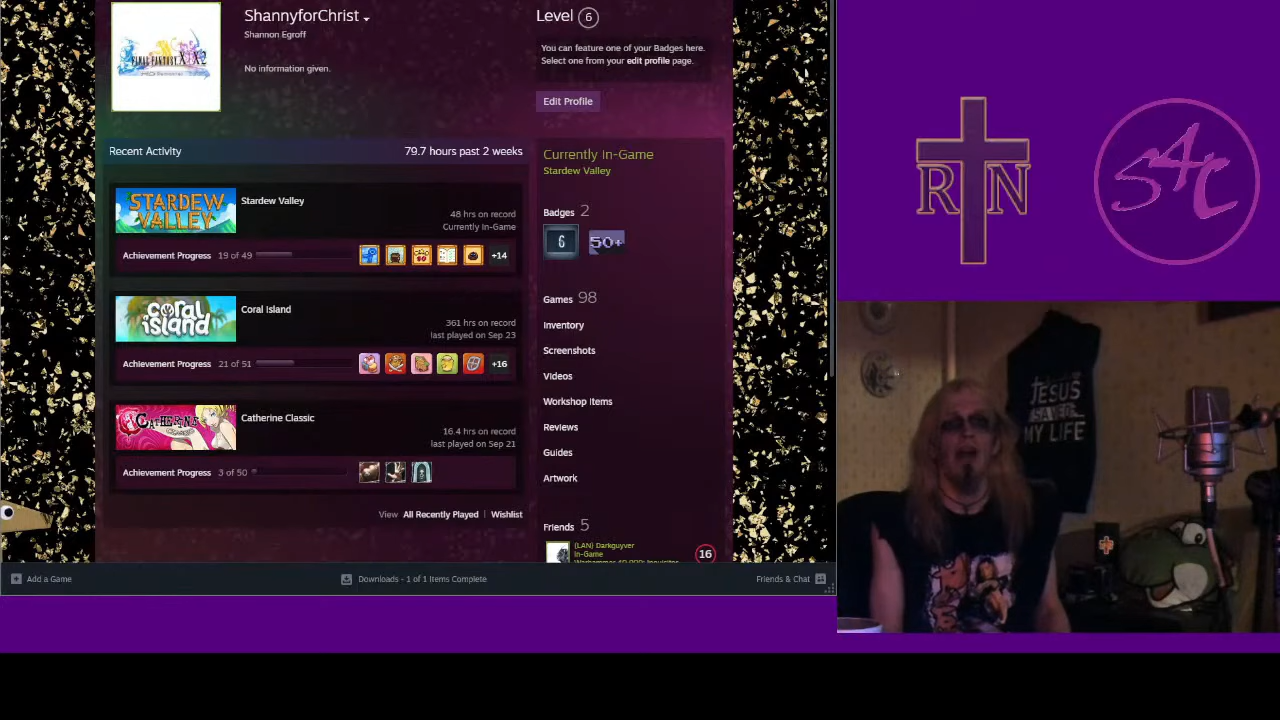 ShannyforChrist
Shannon Egroff
No information given.
Level 6
You can feature one of your Badges here.
Select one from your edit profile page.
Edit Profile
Recent Activity 79.7 hours past 2 weeks
STARDEW VALLEY
Stardew Valley
48 hrs on record
Currently In-Game
Achievement Progress 19 of 49 +14
coral island
Coral Island
361 hrs on record
last played on Sep 23
Achievement Progress 21 of 51 +16
CATHERINE CLASSIC
Catherine Classic
16.4 hrs on record
last played on Sep 21
Achievement Progress 3 of 50
View All Recently Played | Wishlist
Currently In-Game
Stardew Valley
Badges 2
6 50+
Games 98
Inventory
Screenshots
Videos
Workshop Items
Reviews
Guides
Artwork
Friends 5
(LAN) Darkguyver
In-Game
16
Add a Game
Downloads - 1 of 1 Items Complete
Friends & Chat
R N
S4C
JESUS
SAVED
MY LIFE